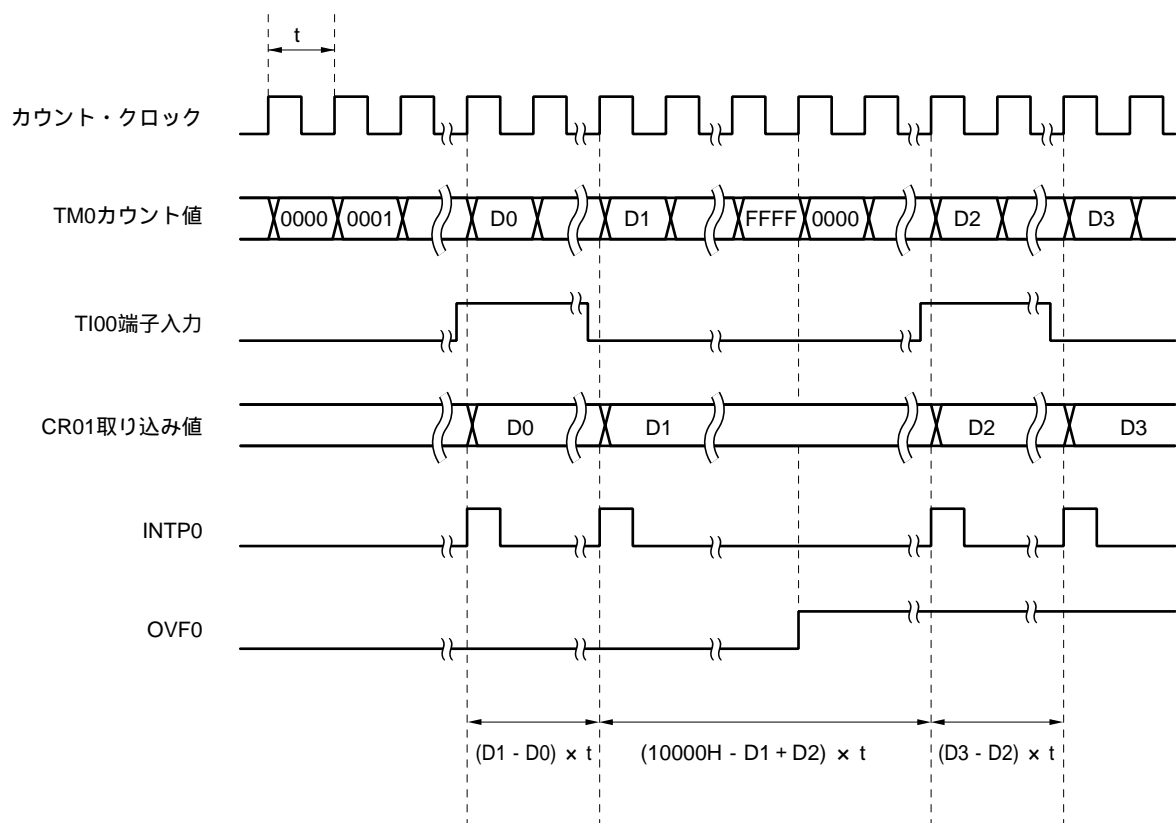 t
カウント・クロック
TM0カウント値
0000 0001 D0 D1 FFFF 0000 D2 D3
TI00端子入力
CR01取り込み値
D0 D1 D2 D3
INTP0
OVF0
(D1 - D0) × t (10000H - D1 + D2) × t (D3 - D2) × t